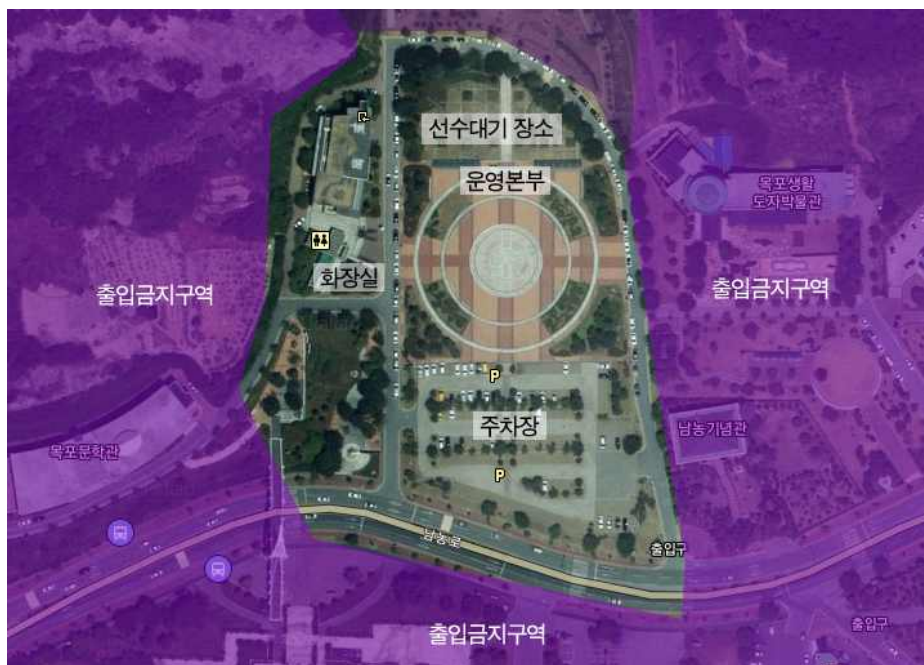 선수대기 장소
운영본부
목포생활
도자박물관
화장실
출입금지구역
출입금지구역
P
주차장
남농기념관
목포문학관
P
남농로
출입구
출입구
출입금지구역